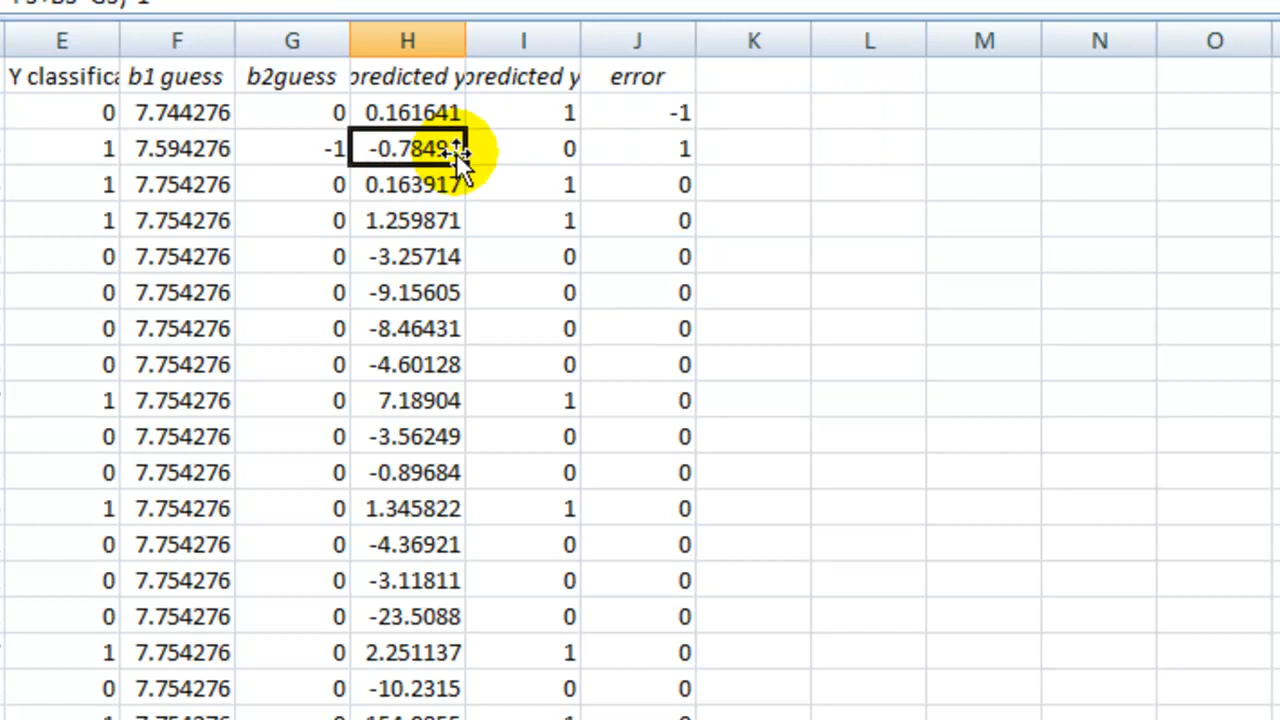 E F G H I J K L M N O
Y classifica b1 guess b2guess predicted y predicted y error
0 7.744276 0 0.161641 1 -1
1 7.594276 -1 -0.7849 0 1
1 7.754276 0 0.163917 1 0
1 7.754276 0 1.259871 1 0
0 7.754276 0 -3.25714 0 0
0 7.754276 0 -9.15605 0 0
0 7.754276 0 -8.46431 0 0
0 7.754276 0 -4.60128 0 0
1 7.754276 0 7.18904 1 0
0 7.754276 0 -3.56249 0 0
0 7.754276 0 -0.89684 0 0
1 7.754276 0 1.345822 1 0
0 7.754276 0 -4.36921 0 0
0 7.754276 0 -3.11811 0 0
0 7.754276 0 -23.5088 0 0
1 7.754276 0 2.251137 1 0
0 7.754276 0 -10.2315 0 0